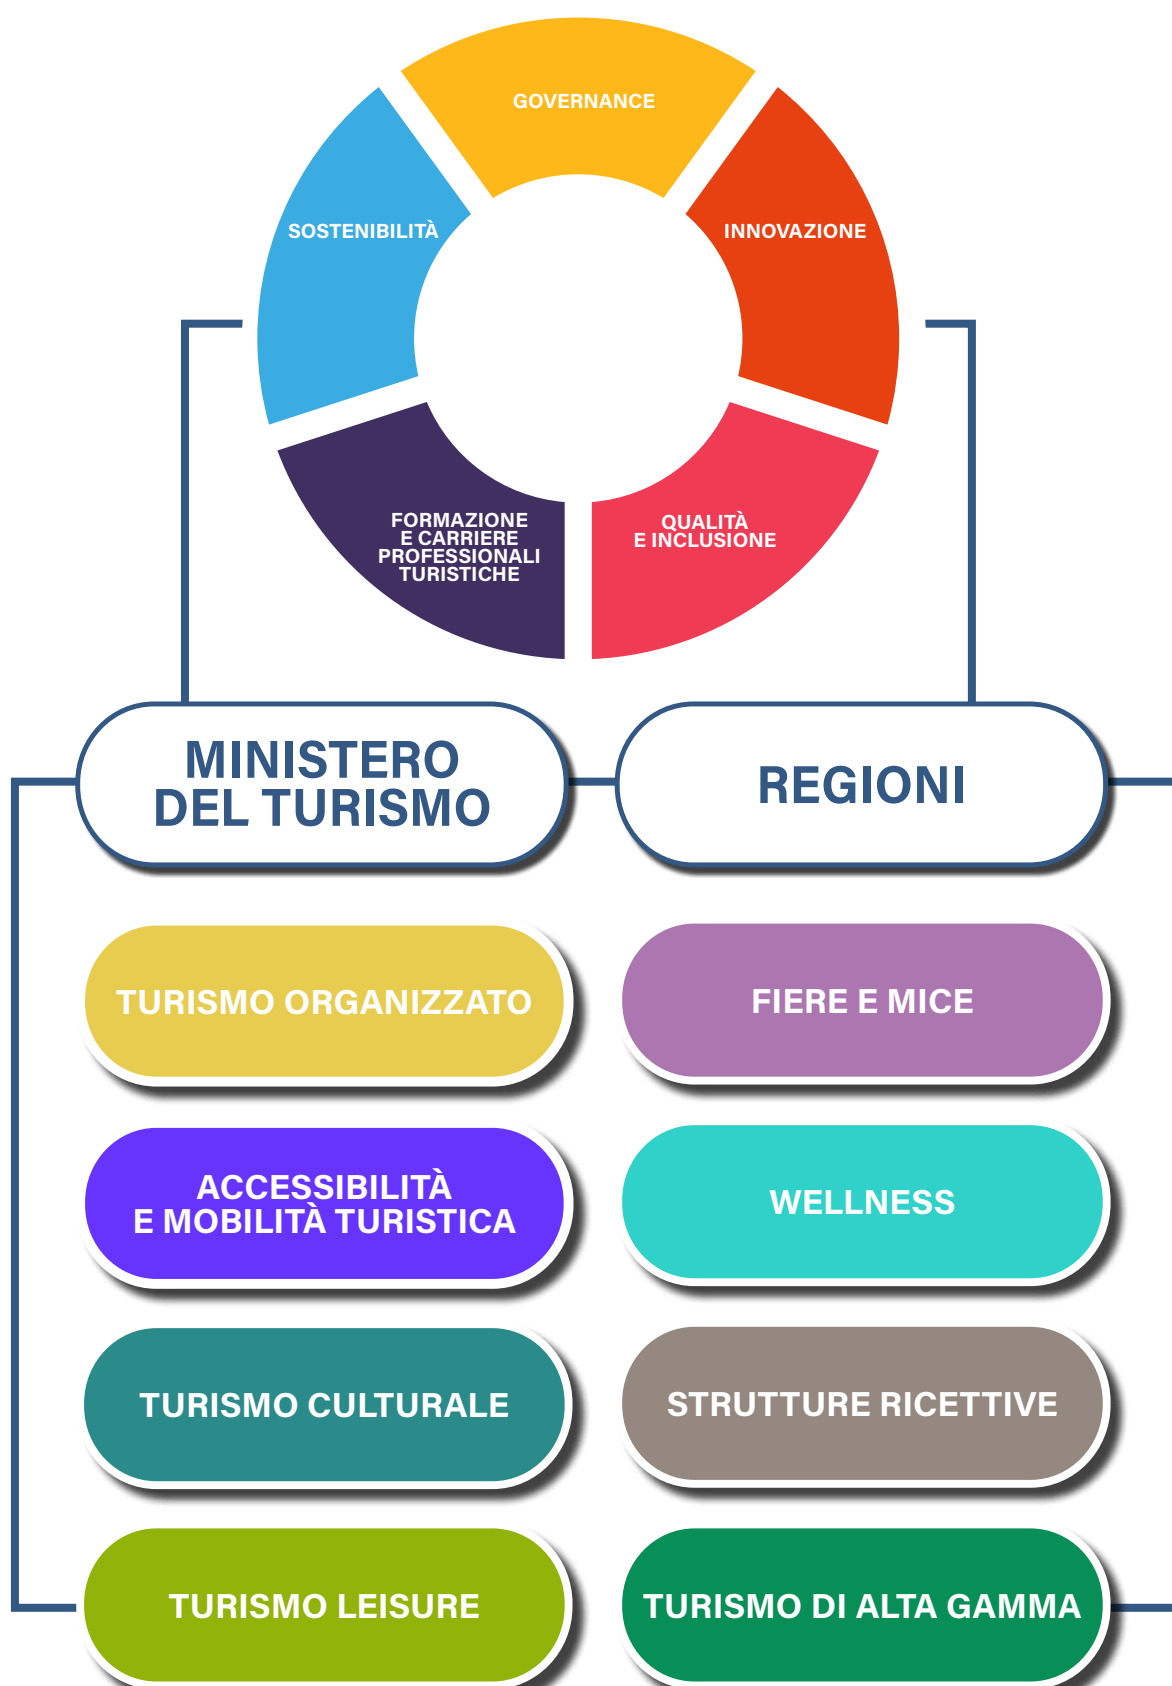 GOVERNANCE
SOSTENIBILITÀ
INNOVAZIONE
FORMAZIONE
E CARRIERE
PROFESSIONALI
TURISTICHE
QUALITÀ
E INCLUSIONE
MINISTERO
DEL TURISMO
REGIONI
TURISMO ORGANIZZATO
FIERE E MICE
ACCESSIBILITÀ
E MOBILITÀ TURISTICA
WELLNESS
TURISMO CULTURALE
STRUTTURE RICETTIVE
TURISMO LEISURE
TURISMO DI ALTA GAMMA